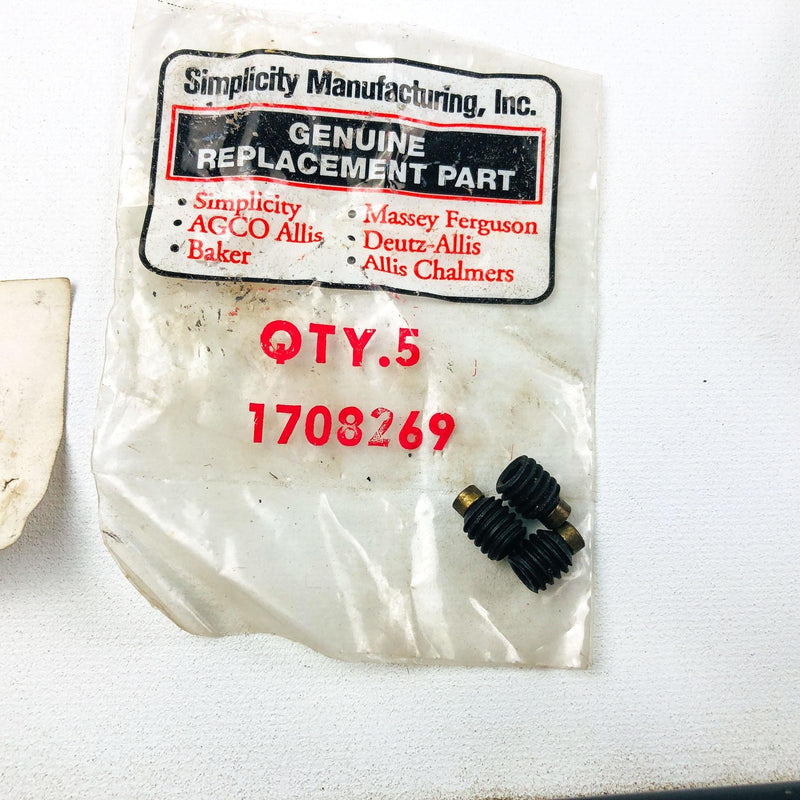 Simplicity Manufacturing, Inc.
GENUINE
REPLACEMENT PART
• Simplicity
• AGCO Allis
• Baker
• Massey Ferguson
• Deutz-Allis
• Allis Chalmers
QTY.5
1708269